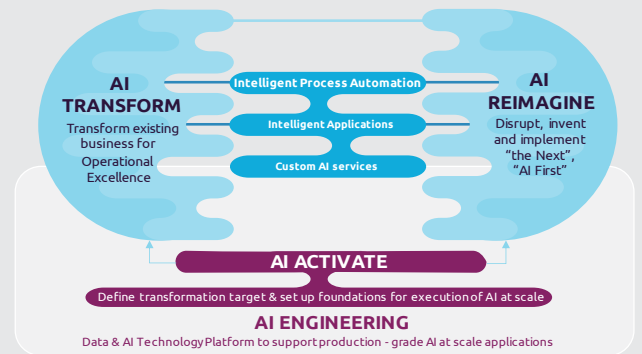 AI
TRANSFORM
Transform existing
business for
Operational
Excellence
Intelligent Process Automation
Intelligent Applications
Custom AI services
AI
REIMAGINE
Disrupt, invent
and implement
“the Next”,
“AI First”
AI ACTIVATE
Define transformation target & set up foundations for execution of AI at scale
AI ENGINEERING
Data & AI Technology Platform to support production - grade AI at scale applications